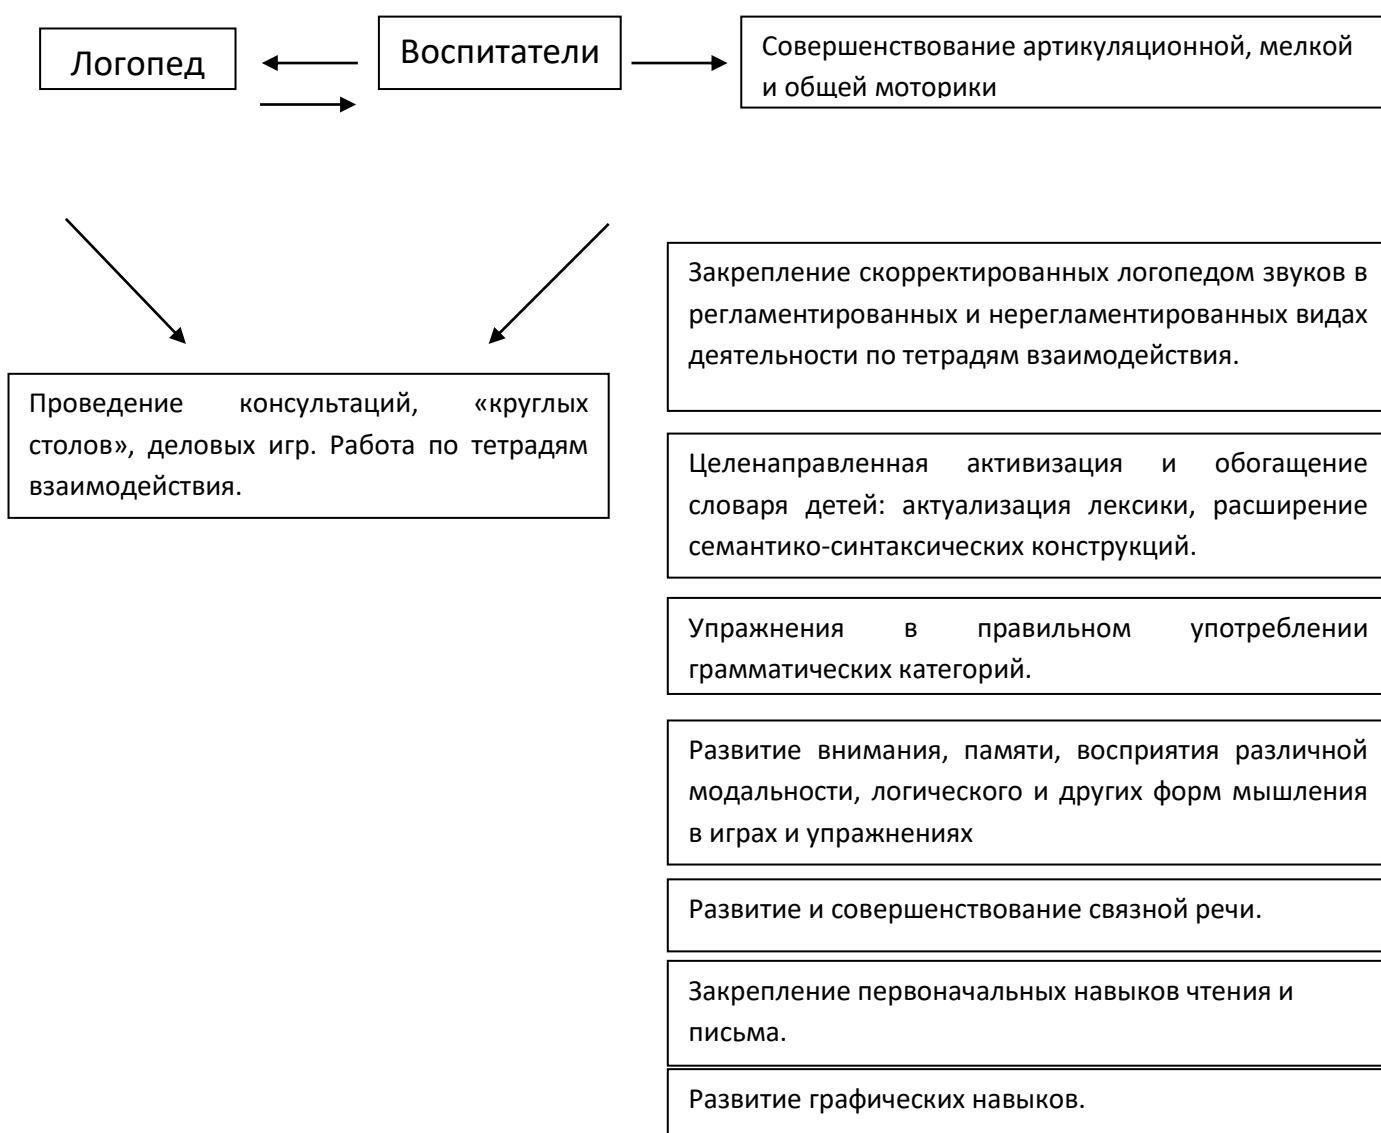 Логопед
Воспитатели
Совершенствование артикуляционной, мелкой
и общей моторики
Закрепление скорректированных логопедом звуков в
регламентированных и нерегламентированных видах
деятельности по тетрадям взаимодействия.
Проведение консультаций, «круглых
столов», деловых игр. Работа по тетрадям
взаимодействия.
Целенаправленная активизация и обогащение
словаря детей: актуализация лексики, расширение
семантико-синтаксических конструкций.
Упражнения в правильном употреблении
грамматических категорий.
Развитие внимания, памяти, восприятия различной
модальности, логического и других форм мышления
в играх и упражнениях
Развитие и совершенствование связной речи.
Закрепление первоначальных навыков чтения и
письма.
Развитие графических навыков.